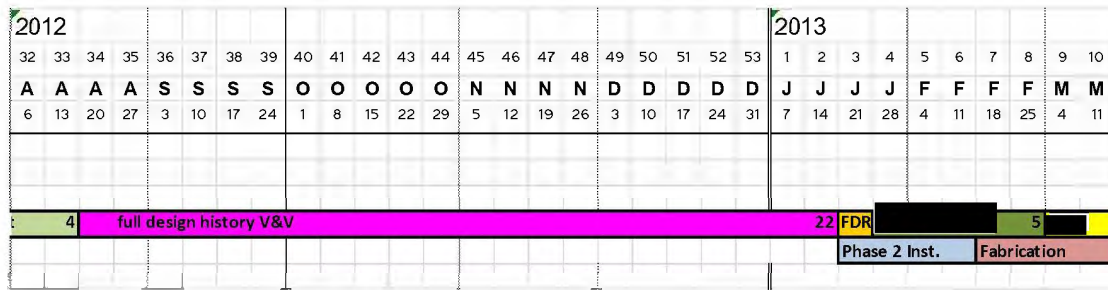 2012 2013
32 33 34 35 36 37 38 39 40 41 42 43 44 45 46 47 48 49 50 51 52 53 1 2 3 4 5 6 7 8 9 10
A A A A S S S S O O O O O N N N N D D D D D J J J J F F F F M M
6 13 20 27 3 10 17 24 1 8 15 22 29 5 12 19 26 3 10 17 24 31 7 14 21 28 4 11 18 25 4 11
4 full design history V&V 22 FDR 5
Phase 2 Inst. Fabrication